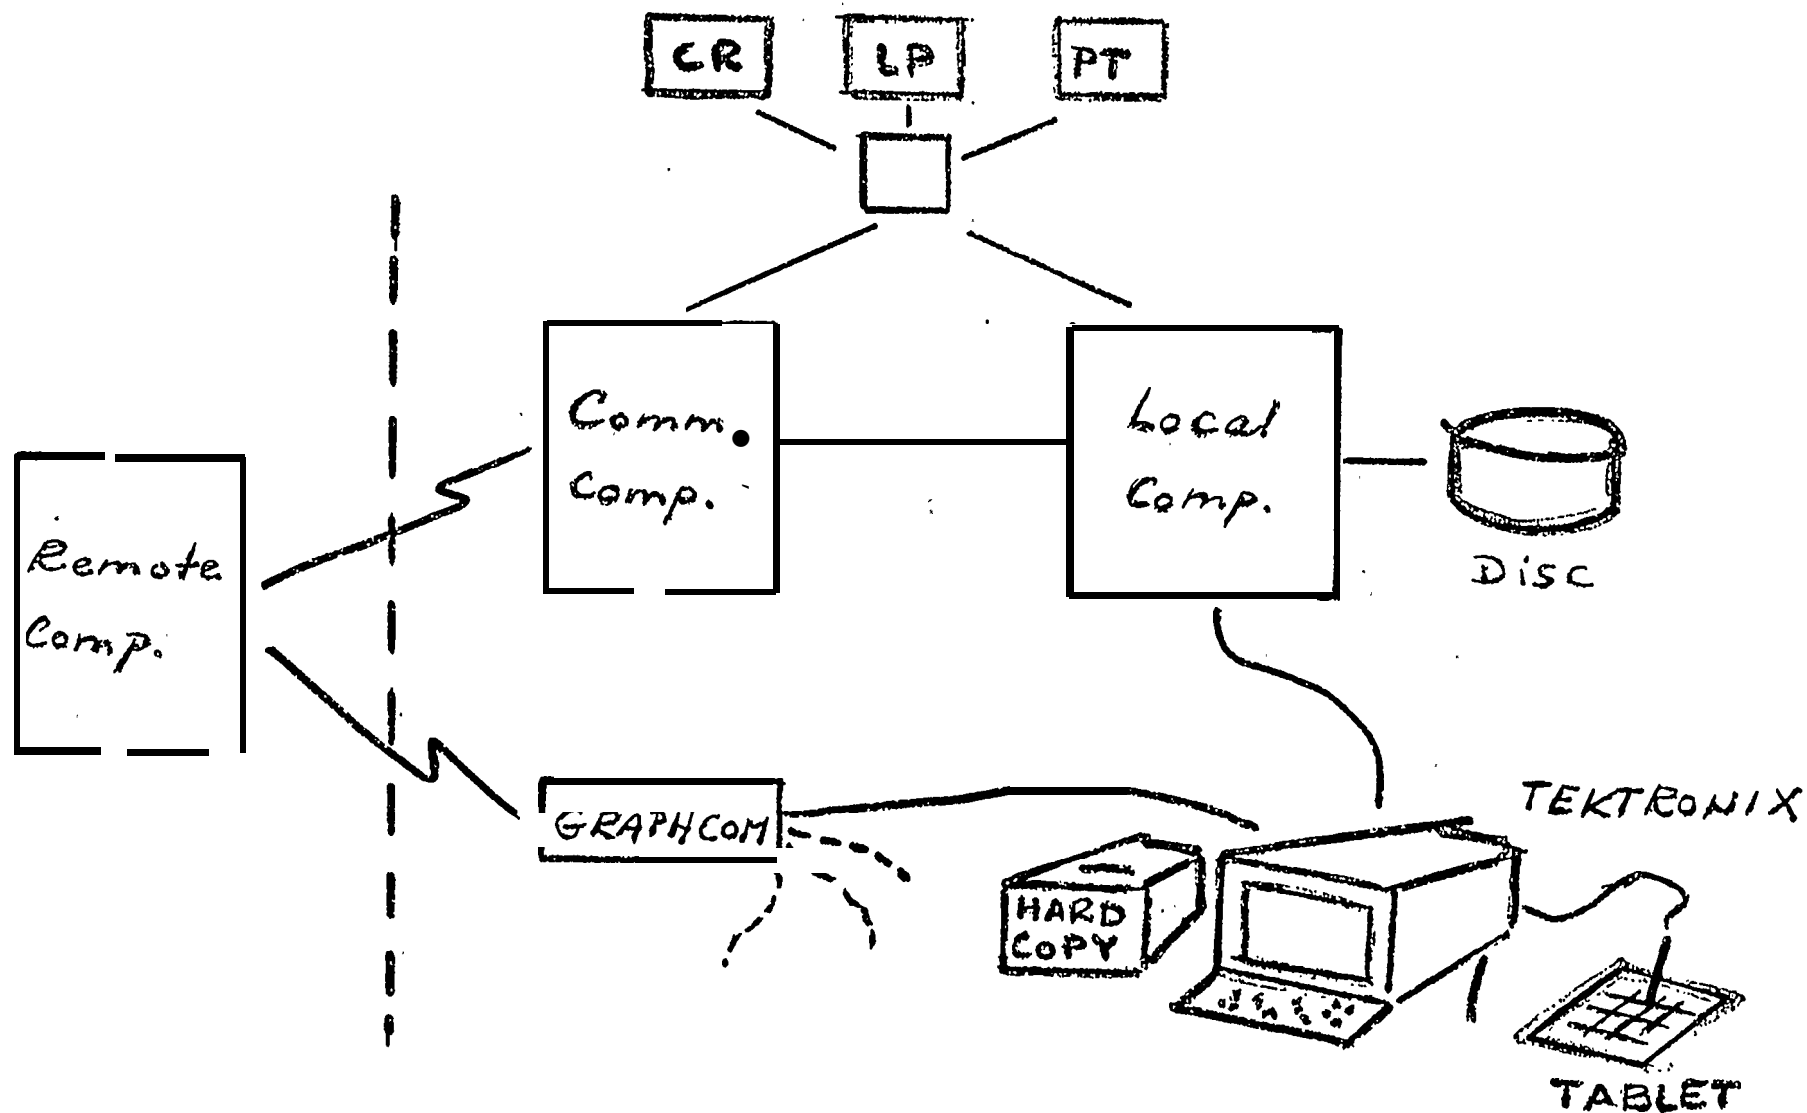 CR
LP
PT
Comm.
Comp.
Local
Comp.
Disc
Remote
Comp.
GRAPHCOM
TEKTRONIX
HARD
COPY
TABLET